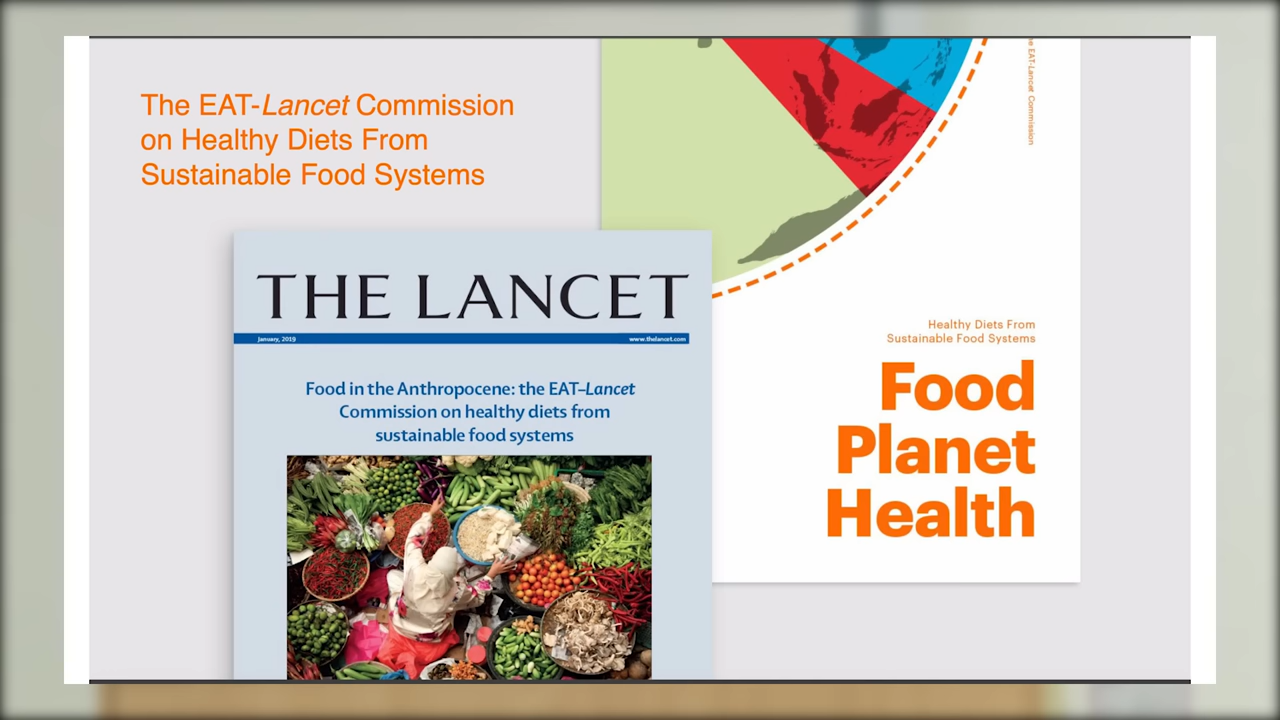 The EAT-Lancet Commission
on Healthy Diets From
Sustainable Food Systems
THE LANCET
January, 2019
www.thelancet.com
Food in the Anthropocene: the EAT–Lancet
Commission on healthy diets from
sustainable food systems
EAT-Lancet Commission
Healthy Diets From
Sustainable Food Systems
Food
Planet
Health